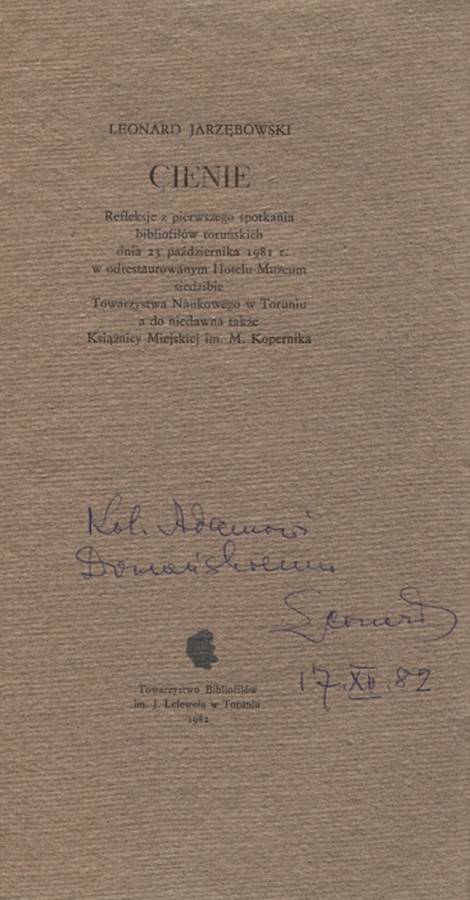 LEONARD JARZĘBOWSKI
CIENIE
Refleksje z pierwszego spotkania
bibliofilów toruńskich
dnia 23 października 1981 r.
w odrestaurowanym Hotelu-Muzeum
siedzibie
Towarzystwa Naukowego w Toruniu
a do niedawna także
Książnicy Miejskiej im. M. Kopernika
Kol. Adamowi
Domańskiemu
Leonard
17.XII.82
Towarzystwo Bibliofilów
im. J. Lelewela w Toruniu
1982